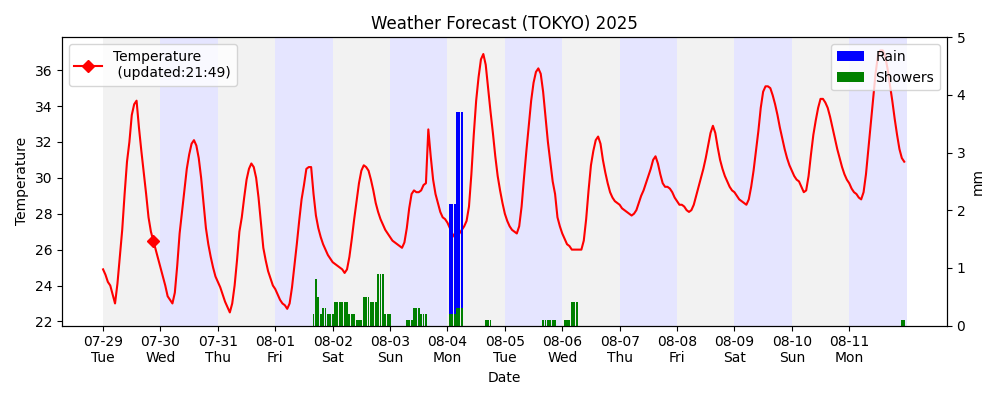 Weather Forecast (TOKYO) 2025
Temperature
(updated:21:49)
Rain
Showers
Temperature
36
34
32
30
28
26
24
22
5
4
3
2
1
0
mm
07-29 07-30 07-31 08-01 08-02 08-03 08-04 08-05 08-06 08-07 08-08 08-09 08-10 08-11
Tue Wed Thu Fri Sat Sun Mon Tue Wed Thu Fri Sat Sun Mon
Date